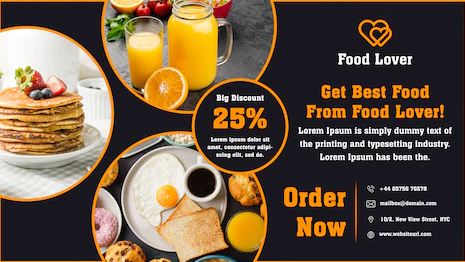 Food Lover
Get Best Food
From Food Lover!
Lorem Ipsum is simply dummy text of
the printing and typesetting industry.
Lorem Ipsum has been the.
Big Discount
25%
Lorem ipsum dolor sit
amet, consectetur adipi-
scing elit, sed do.
Order
Now
+44 65756 76578
mailbox@domain.com
10/2, New View Street, NYC
www.websiteurl.com